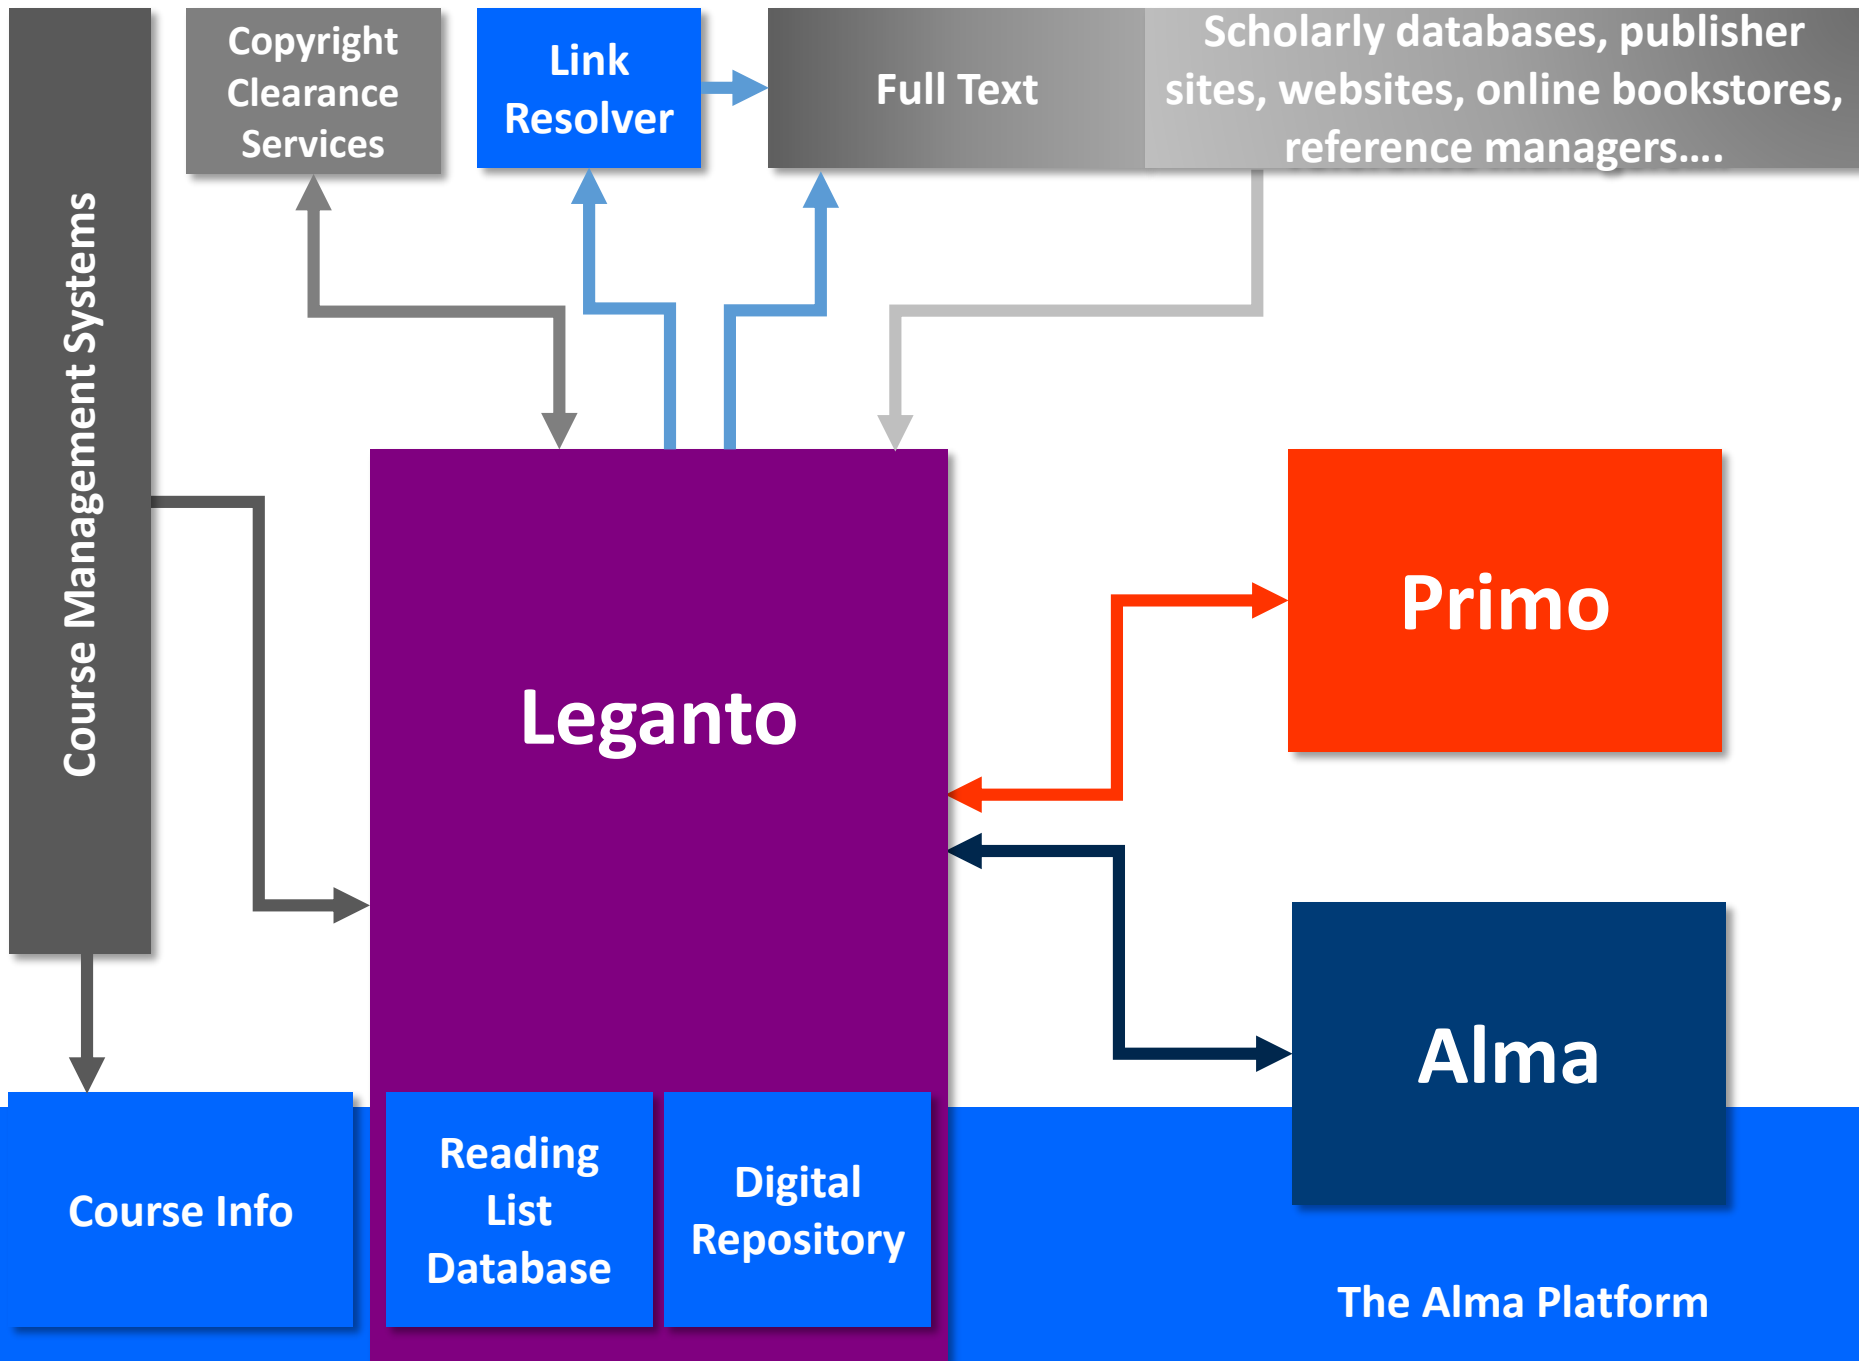 Course Management Systems
Copyright
Clearance
Services
Link
Resolver
Full Text
Scholarly databases, publisher
sites, websites, online bookstores,
reference managers....
Leganto
Primo
Alma
Course Info
Reading
List
Database
Digital
Repository
The Alma Platform